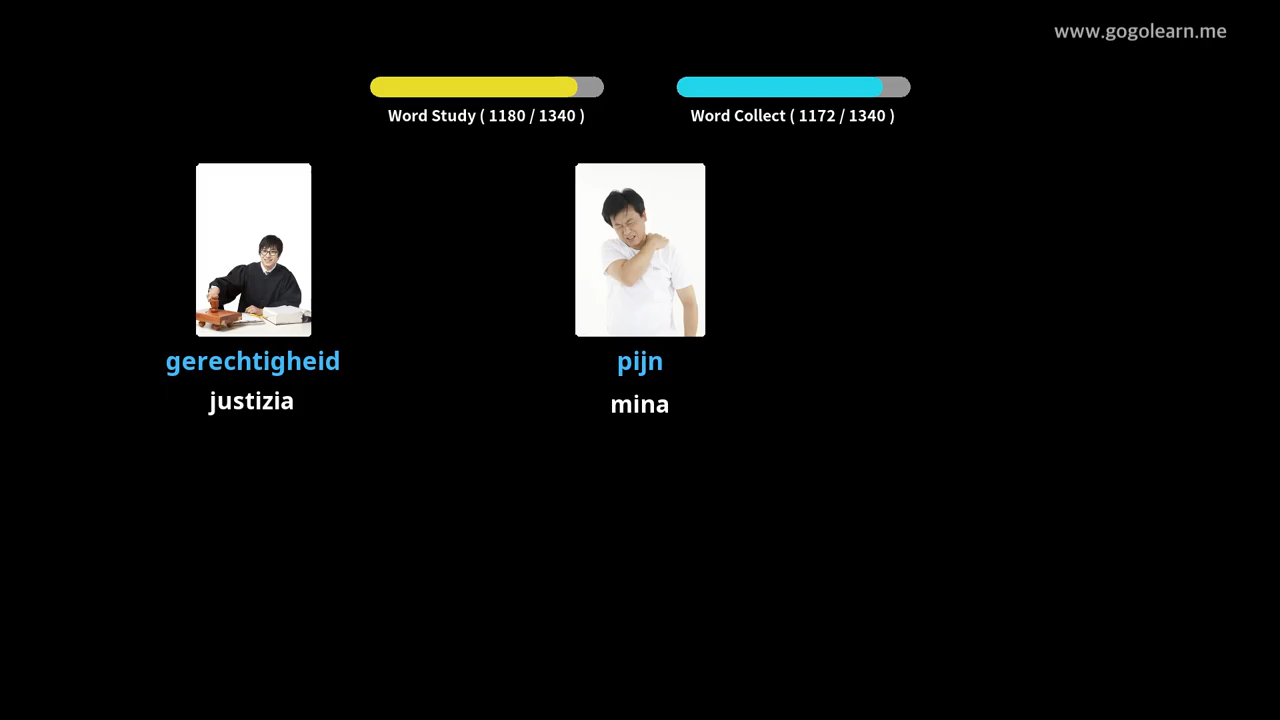 www.gogolearn.me
Word Study ( 1180 / 1340 )
Word Collect ( 1172 / 1340 )
gerechtigheid
justizia
pijn
mina